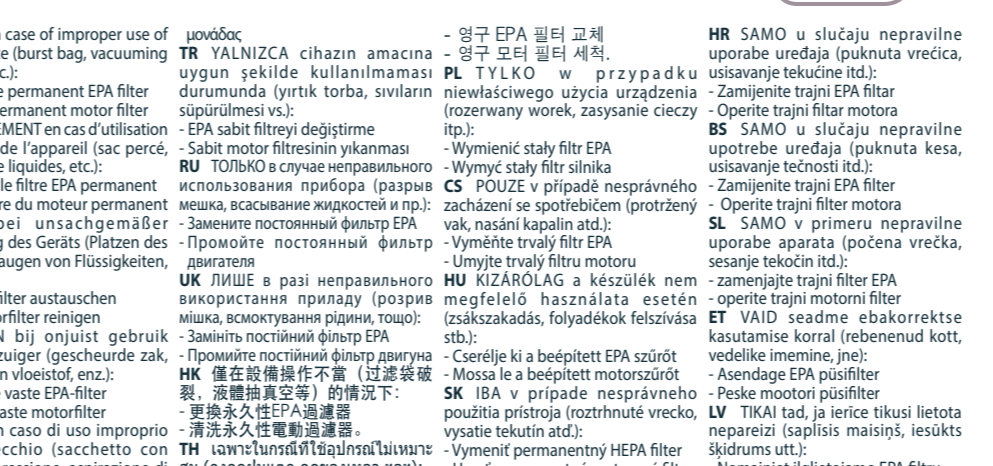 case of improper use of
(burst bag, vacuuming
permanent EPA filter
permanent motor filter
en cas d’utilisation
de l’appareil (sac percé,
liquides, etc.):
le filtre EPA permanent
du moteur permanent
bei unsachgemäßer
des Geräts (Platzen des
von Flüssigkeiten,
austauschen
reinigen
bij onjuist gebruik
(gescheurde zak,
vloeistof, enz.):
vaste EPA-filter
motorfilter
caso di uso improprio
(sacchetto con
μονάδας
TR YALNIZCA cihazın amacına
uygun şekilde kullanılmaması
durumunda (yırtık torba, sıvıların
süpürülmesi vs.):
- EPA sabit filtreyi değiştirme
- Sabit motor filtresinin yıkanması
RU ТОЛЬКО в случае неправильного
использования прибора (разрыв
мешка, всасывание жидкостей и пр.):
- Замените постоянный фильтр EPA
- Промойте постоянный фильтр
двигателя
UK ЛИШЕ в разі неправильного
використання приладу (розрив
мішка, всмоктування рідини, тощо):
- Замініть постійний фільтр EPA
- Промийте постійний фільтр двигуна
HK 僅在設備操作不當（过滤袋破
裂，液體抽真空等）的情況下：
- 更換永久性EPA過濾器
- 清洗永久性電動過濾器。
TH เฉพาะในกรณีที่ใช้อุปกรณ์ไม่เหมาะ
- 영구 EPA 필터 교체
- 영구 모터 필터 세척.
PL TYLKO w przypadku
niewłaściwego użycia urządzenia
(rozerwany worek, zasysanie cieczy
itp.):
- Wymienić stały filtr EPA
- Wymyć stały filtr silnika
CS POUZE v případě nesprávného
zacházení se spotřebičem (protržený
vak, nasání kapalin atd.):
- Vyměňte trvalý filtr EPA
- Umyjte trvalý filtru motoru
HU KIZÁRÓLAG a készülék nem
megfelelő használata esetén
(zsákszakadás, folyadékok felszívása
stb.):
- Cserélje ki a beépített EPA szűrőt
- Mossa le a beépített motorszűrőt
SK IBA v prípade nesprávneho
použitia prístroja (roztrhnuté vrecko,
vysatie tekutín atď.):
- Vymeniť permanentný HEPA filter
HR SAMO u slučaju nepravilne
uporabe uređaja (puknuta vrećica,
usisavanje tekućine itd.):
- Zamijenite trajni EPA filtar
- Operite trajni filtar motora
BS SAMO u slučaju nepravilne
upotrebe uređaja (puknuta kesa,
usisavanje tečnosti itd.):
- Zamijenite trajni EPA filter
- Operite trajni filter motora
SL SAMO v primeru nepravilne
uporabe aparata (počena vrečka,
sesanje tekočin itd.):
- zamenjajte trajni filter EPA
- operite trajni motorni filter
ET VAID seadme ebakorrektse
kasutamise korral (rebenenud kott,
vedelike imemine, jne):
- Asendage EPA püsifilter
- Peske mootori püsifilter
LV TIKAI tad, ja ierīce tikusi lietota
nepareizi (saplīsis maisiņš, iesūkts
šķidrums utt.):